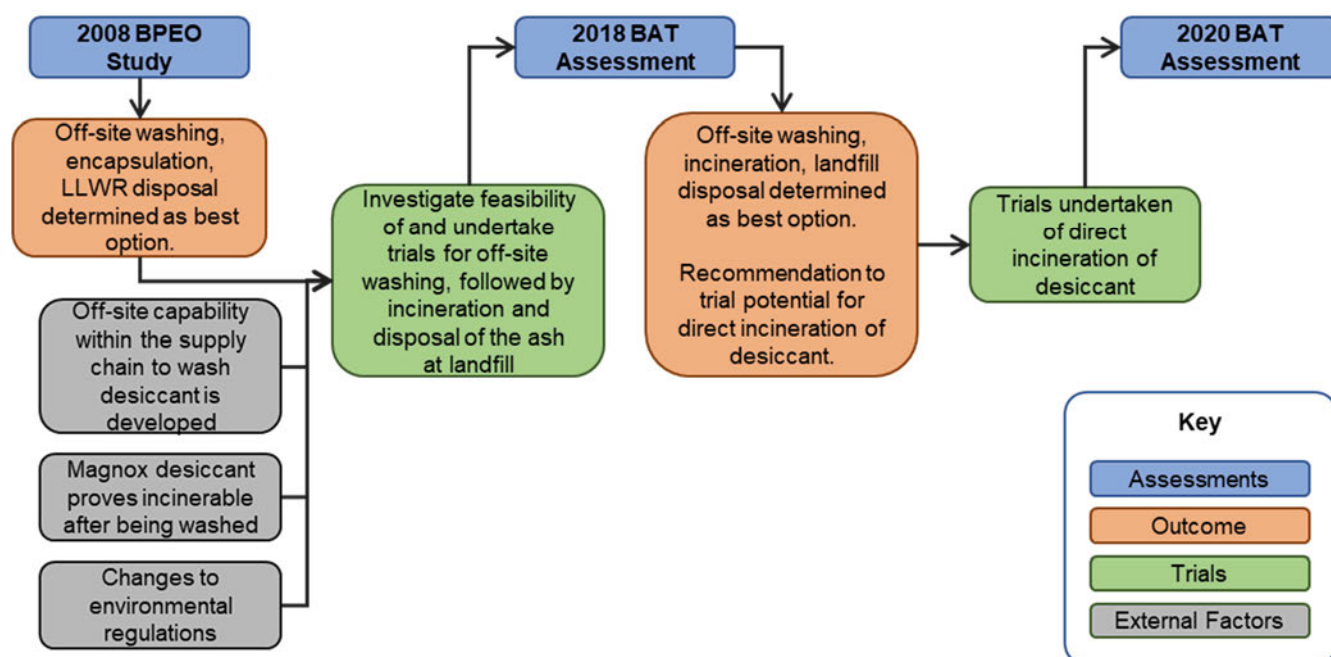 2008 BPEO
Study
Off-site washing,
encapsulation,
LLWR disposal
determined as best
option.
Off-site capability
within the supply
chain to wash
desiccant is
developed
Magnox desiccant
proves incinerable
after being washed
Changes to
environmental
regulations
Investigate feasibility
of and undertake
trials for off-site
washing, followed by
incineration and
disposal of the ash
at landfill
2018 BAT
Assessment
Off-site washing,
incineration, landfill
disposal determined
as best option.
Recommendation to
trial potential for
direct incineration of
desiccant.
Trials undertaken
of direct
incineration of
desiccant
2020 BAT
Assessment
Key
Assessments
Outcome
Trials
External Factors